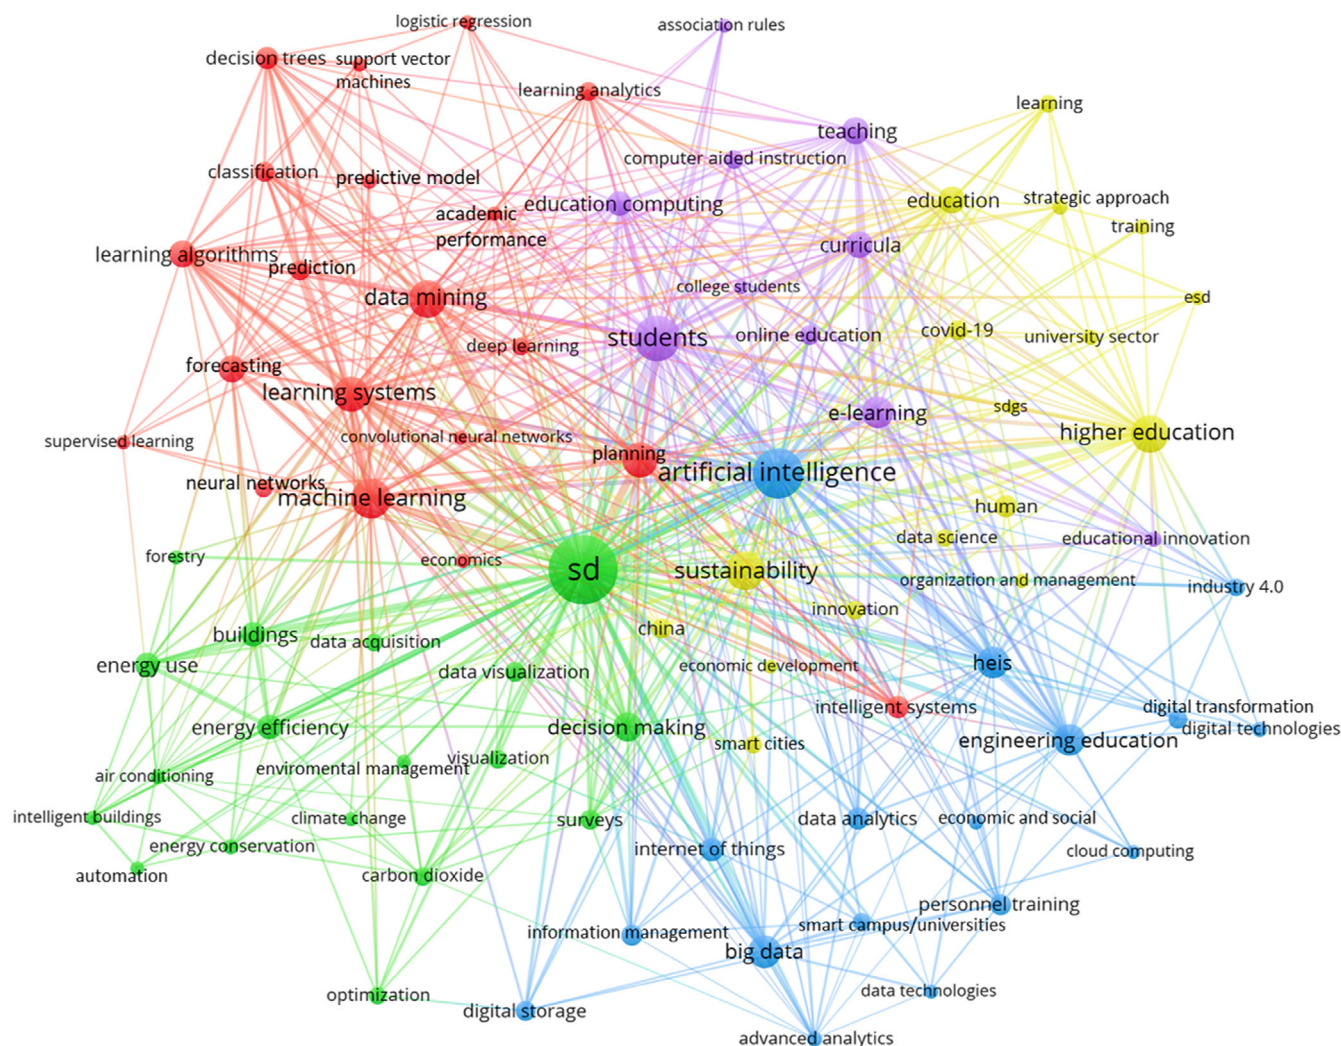 logistic regression
association rules
decision trees
support vector
machines
learning analytics
learning
teaching
computer aided instruction
classification
predictive model
education computing
academic
performance
education
strategic approach
training
learning algorithms
prediction
curricula
data mining
college students
esd
students
online education
covid-19
university sector
deep learning
forecasting
learning systems
e-learning
sdgs
higher education
supervised learning
convolutional neural networks
planning
artificial intelligence
neural networks
machine learning
human
data science
educational innovation
forestry
economics
sd
sustainability
organization and management
industry 4.0
innovation
buildings
data acquisition
china
energy use
data visualization
economic development
heis
intelligent systems
digital transformation
energy efficiency
decision making
smart cities
engineering education
digital technologies
air conditioning
enviromental management
visualization
intelligent buildings
climate change
surveys
data analytics
economic and social
energy conservation
internet of things
cloud computing
automation
carbon dioxide
personnel training
information management
smart campus/universities
big data
optimization
data technologies
digital storage
advanced analytics